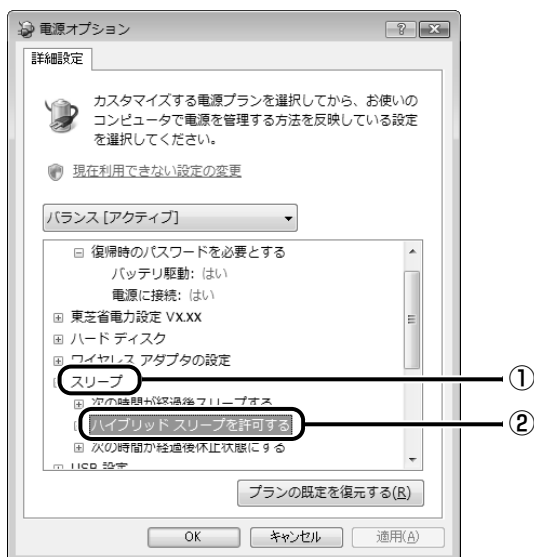 電源オプション
詳細設定
カスタマイズする電源プランを選択してから、お使いの
コンピュータで電源を管理する方法を反映している設定
を選択してください。
現在利用できない設定の変更
バランス [アクティブ]
復帰時のパスワードを必要とする
バッテリ駆動: はい
電源に接続: はい
東芝省電力設定 VX.XX
ハード ディスク
ワイヤレス アダプタの設定
スリープ
①
次の時間が経過後スリープする
ハイブリッド スリープを許可する
②
次の時間が経過後休止状態にする
USB 設定
プランの既定を復元する(R)
OK
キャンセル
適用(A)